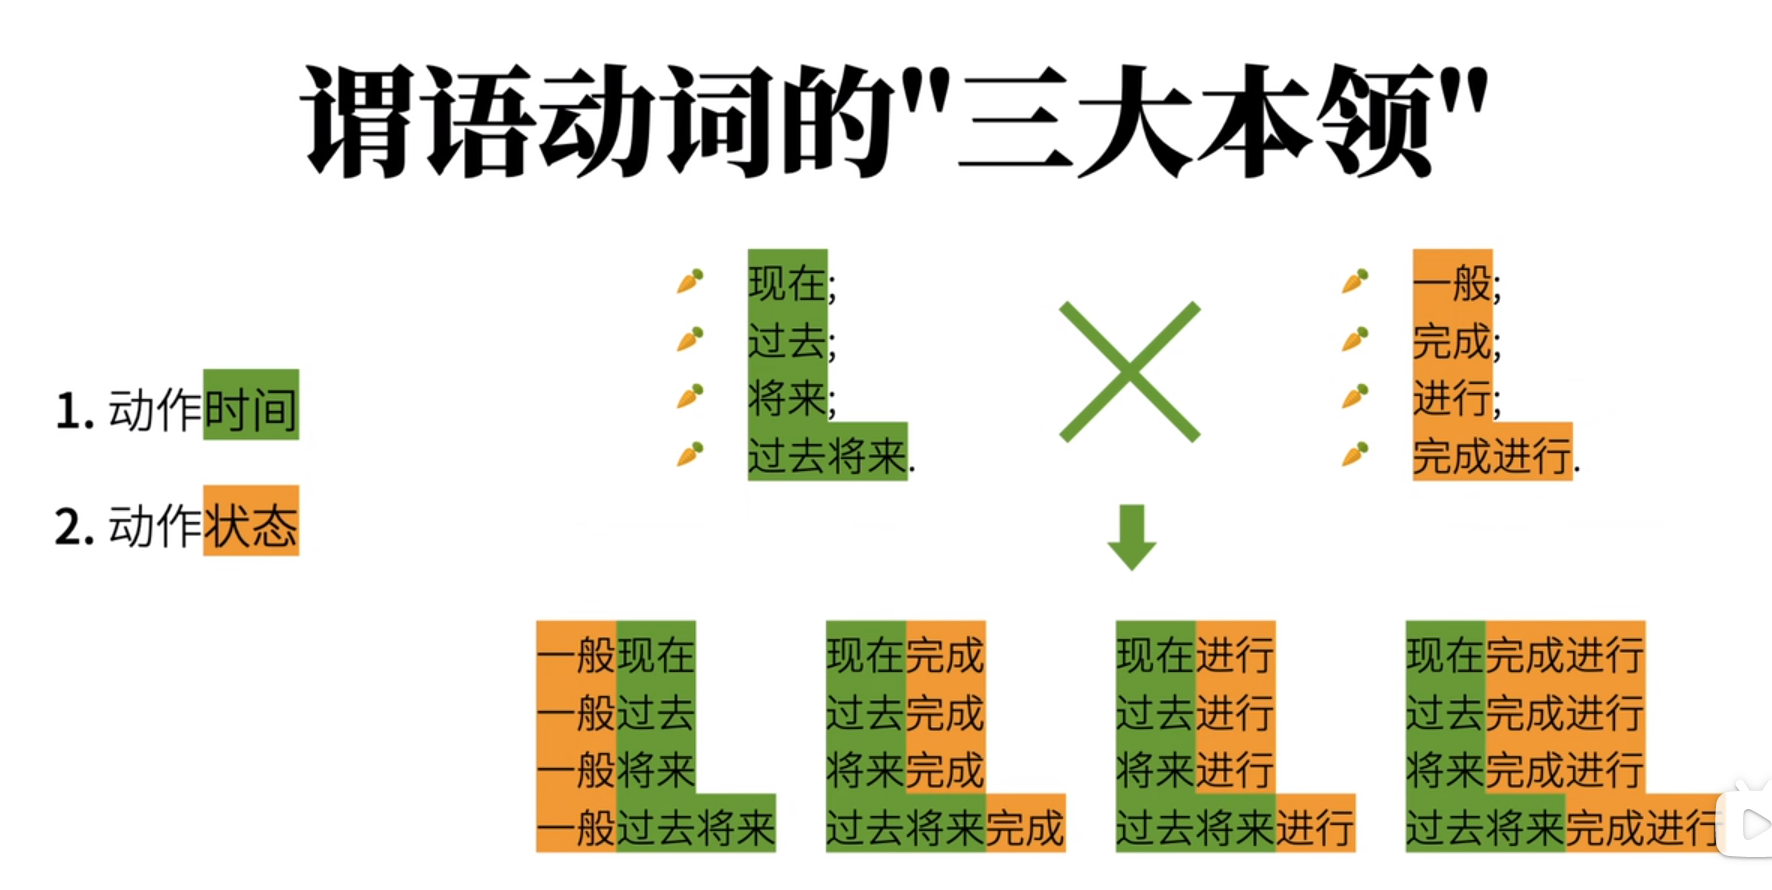 谓语动词的"三大本领"
1. 动作时间
2. 动作状态
现在;
过去;
将来;
过去将来.
一般;
完成;
进行;
完成进行.
一般现在
一般过去
一般将来
一般过去将来
现在完成
过去完成
将来完成
过去将来完成
现在进行
过去进行
将来进行
过去将来进行
现在完成进行
过去完成进行
将来完成进行
过去将来完成进行